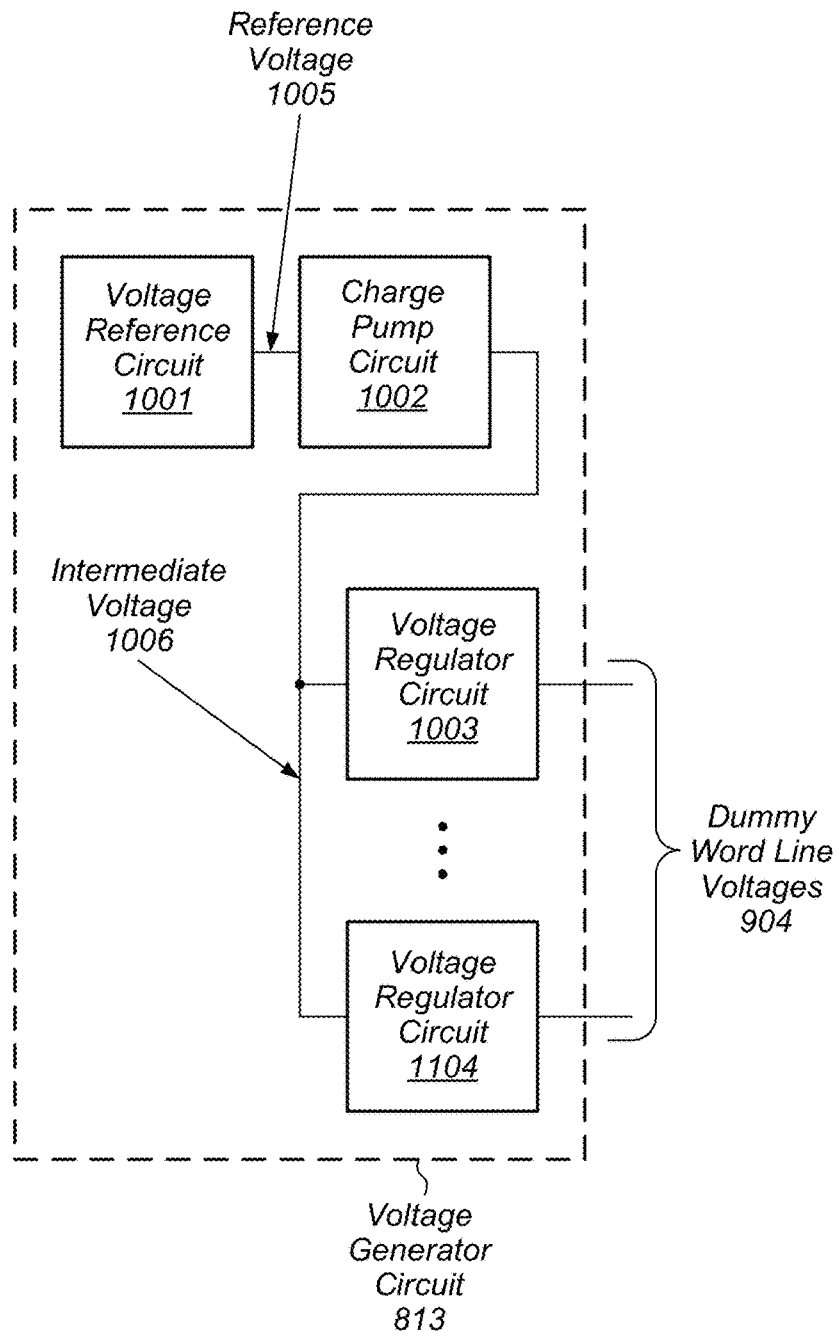 Reference
Voltage
1005
Voltage
Reference
Circuit
1001
Charge
Pump
Circuit
1002
Intermediate
Voltage
1006
Voltage
Regulator
Circuit
1003
Dummy
Word Line
Voltages
904
Voltage
Regulator
Circuit
1104
Voltage
Generator
Circuit
813